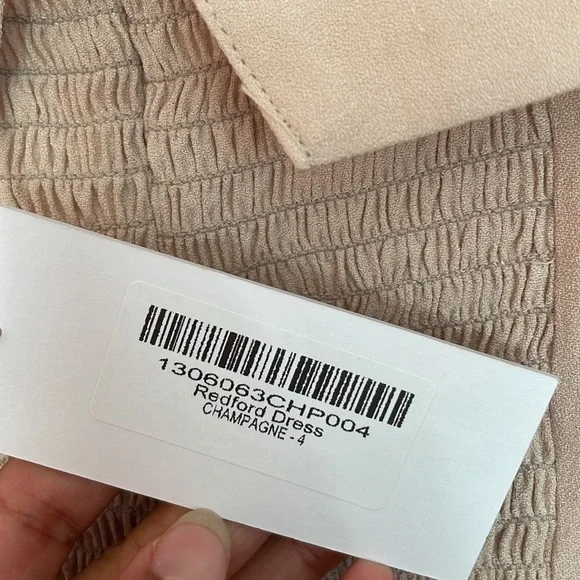 1306063CHP004
Redford Dress
CHAMPAGNE - 4